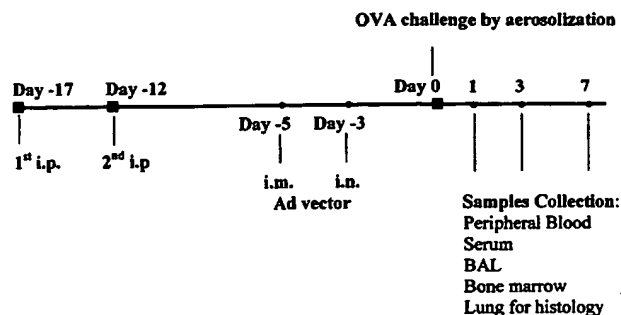 OVA challenge by aerosolization
Day -17 Day -12 Day 0 1 3 7
Day -5 Day -3
1st i.p. 2nd i.p i.m. i.n.
Ad vector
Samples Collection:
Peripheral Blood
Serum
BAL
Bone marrow
Lung for histology